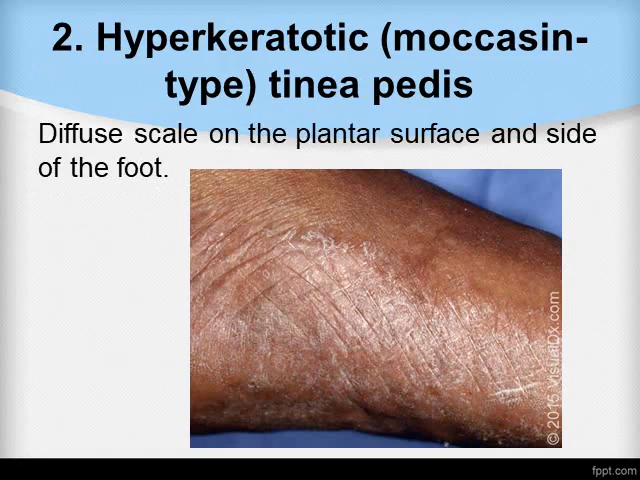 2. Hyperkeratotic (moccasin-
type) tinea pedis
Diffuse scale on the plantar surface and side
of the foot.
© 2015 VisualDx.com
fppt.com